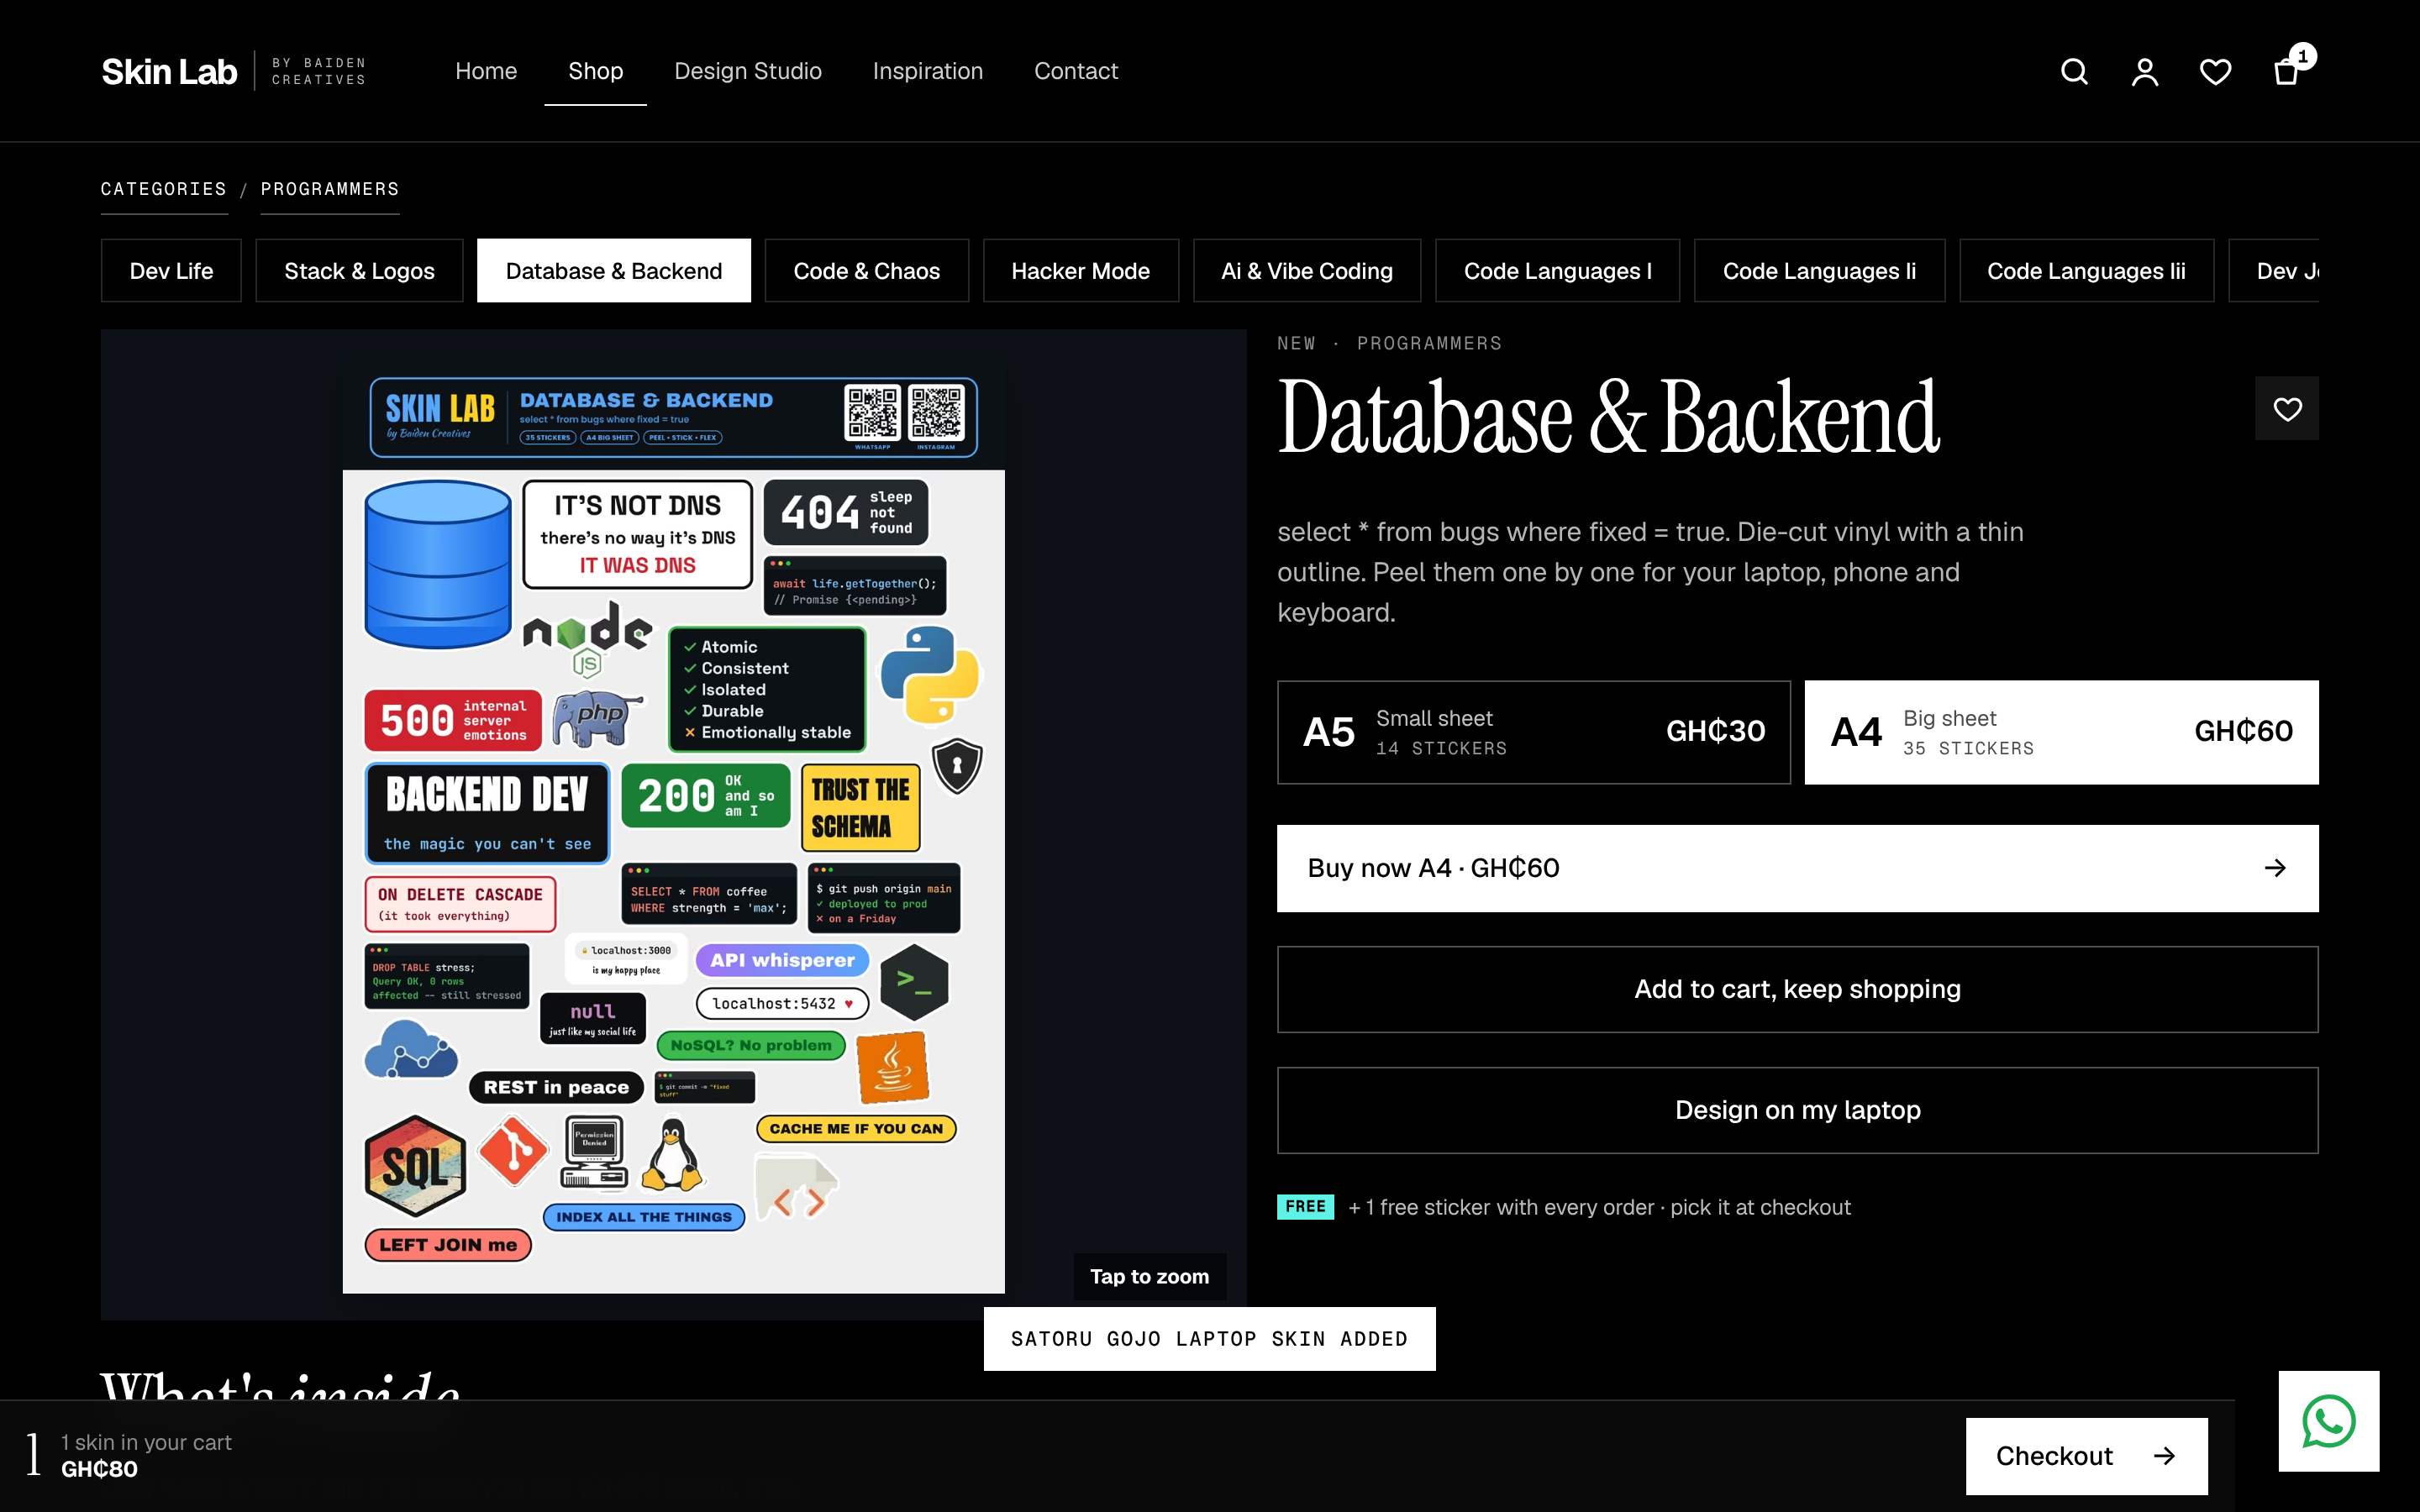 Skin Lab
BY BAIDEN
CREATIVES
Home
Shop
Design Studio
Inspiration
Contact
1
CATEGORIES / PROGRAMMERS
Dev Life
Stack & Logos
Database & Backend
Code & Chaos
Hacker Mode
Ai & Vibe Coding
Code Languages I
Code Languages Ii
Code Languages Iii
Dev
SKIN LAB
by Baiden Creatives
DATABASE & BACKEND
select * from bugs where fixed = true
35 STICKERS
A4 BIG SHEET
PEEL • STICK • FLEX
WHATSAPP
INSTAGRAM
IT'S NOT DNS
there's no way it's DNS
IT WAS DNS
404
sleep
not
found
await life.getTogether();
// Promise {<pending>}
node
JS
✓ Atomic
✓ Consistent
✓ Isolated
✓ Durable
× Emotionally stable
500
internal
server
emotions
php
BACKEND DEV
the magic you can't see
200
OK
and so
am I
TRUST THE
SCHEMA
ON DELETE CASCADE
(it took everything)
SELECT * FROM coffee
WHERE strength = 'max';
$ git push origin main
✓ deployed to prod
× on a Friday
DROP TABLE stress;
Query OK, 0 rows
affected -- still stressed
localhost:3000
is my happy place
API whisperer
>_
localhost:5432 ♥
null
just like my social life
NoSQL? No problem
REST in peace
$ git commit -m "fixed
stuff"
CACHE ME IF YOU CAN
SQL
Permission
Denied
< >
INDEX ALL THE THINGS
LEFT JOIN me
Tap to zoom
NEW · PROGRAMMERS
Database & Backend
select * from bugs where fixed = true. Die-cut vinyl with a thin
outline. Peel them one by one for your laptop, phone and
keyboard.
A5
Small sheet
14 STICKERS
GH₵30
A4
Big sheet
35 STICKERS
GH₵60
Buy now A4 · GH₵60
Add to cart, keep shopping
Design on my laptop
FREE
+ 1 free sticker with every order · pick it at checkout
SATORU GOJO LAPTOP SKIN ADDED
What's inside
1
1 skin in your cart
GH₵80
Checkout